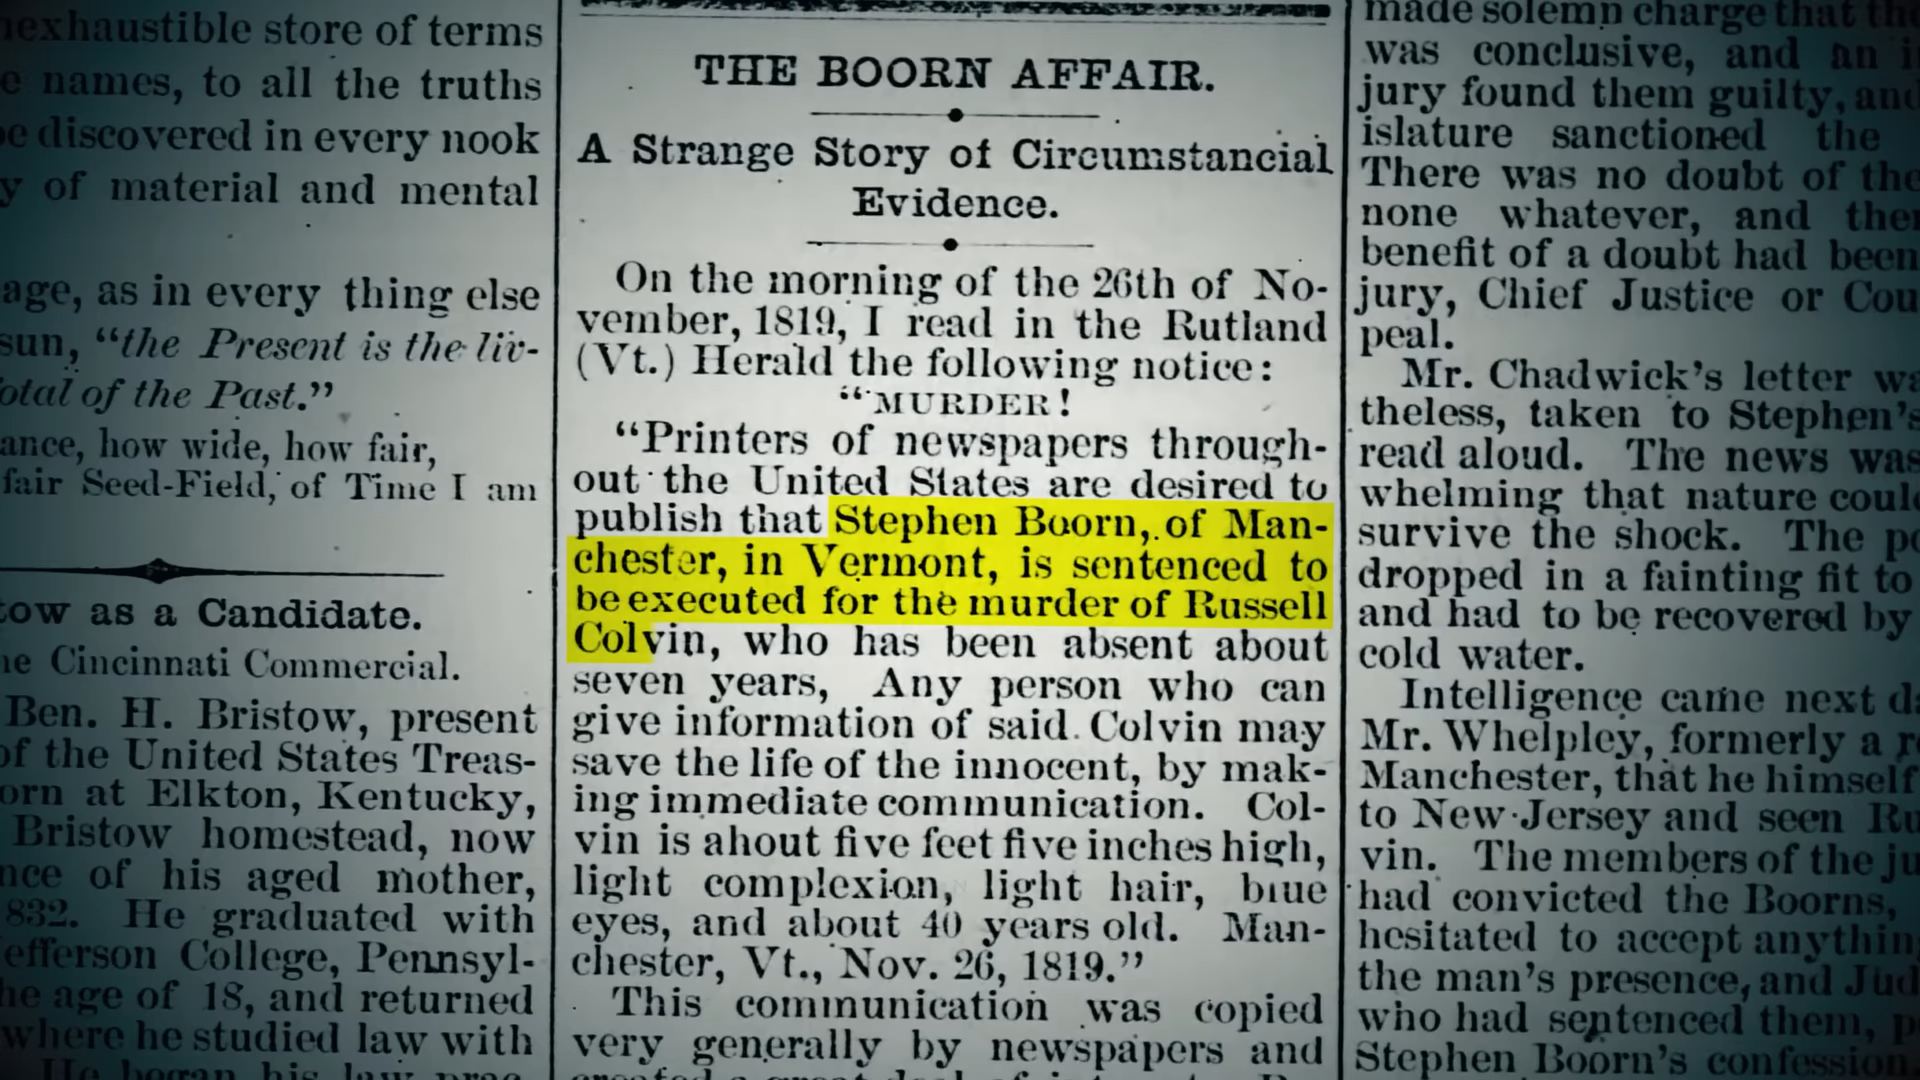 inexhaustible store of terms
names, to all the truths
discovered in every nook
of material and mental
age, as in every thing else
sun, "the Present is the liv-
of the Past."
how wide, how fair,
fair Seed-Field, of Time I am
as a Candidate.
Cincinnati Commercial.
Ben. H. Bristow, present
of the United States Treas-
at Elkton, Kentucky,
Bristow homestead, now
of his aged mother,
He graduated with
College, Pennsyl-
age of 18, and returned
where he studied law with
He began his law
THE BOORN AFFAIR.
A Strange Story of Circumstancial
Evidence.
On the morning of the 26th of No-
vember, 1819, I read in the Rutland
(Vt.) Herald the following notice:
"MURDER!
"Printers of newspapers through-
out the United States are desired to
publish that Stephen Boorn, of Man-
chester, in Vermont, is sentenced to
be executed for the murder of Russell
Colvin, who has been absent about
seven years, Any person who can
give information of said Colvin may
save the life of the innocent, by mak-
ing immediate communication. Col-
vin is ahout five feet five inches high,
light complexion, light hair, blue
eyes, and about 40 years old. Man-
chester, Vt., Nov. 26, 1819."
This communication was copied
very generally by newspapers and
made solemn charge that
was conclusive, and an
jury found them guilty, and
islature sanctioned the
There was no doubt of the
none whatever, and
benefit of a doubt had been
jury, Chief Justice or
peal.
Mr. Chadwick's letter
theless, taken to Stephen's
read aloud. The news was
whelming that nature
survive the shock. The
dropped in a fainting fit to
and had to be recovered by
cold water.
Intelligence came next
Mr. Whelpley, formerly a
Manchester, that he himself
to New Jersey and seen
vin. The members of the
had convicted the Boorns,
hesitated to accept
the man's presence, and
who had sentenced them,
Stephen Boorn's confession